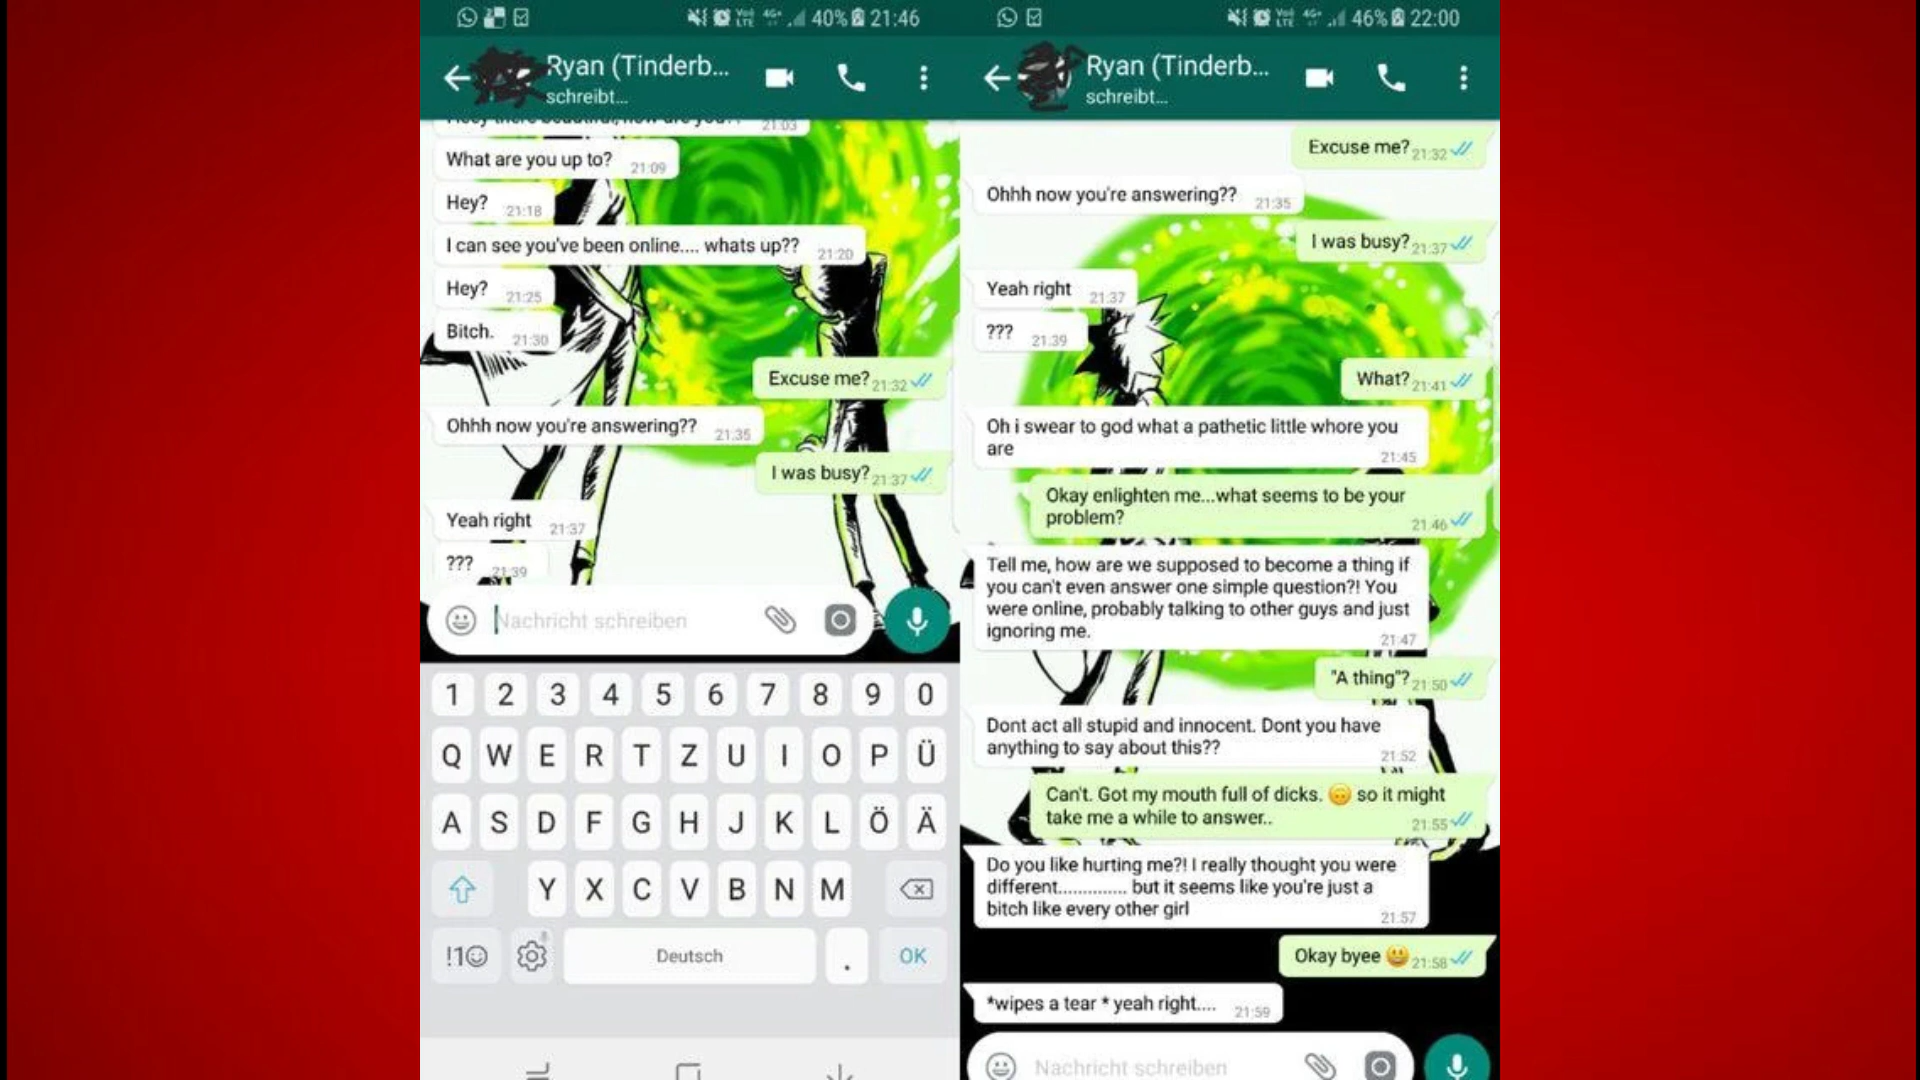 40% 21:46
Ryan (Tinderb...
schreibt...
Heey there beautiful, how are you?? 21:03
What are you up to? 21:09
Hey? 21:18
I can see you've been online.... whats up?? 21:20
Hey? 21:25
Bitch. 21:30
Excuse me? 21:32
Ohhh now you're answering?? 21:35
I was busy? 21:37
Yeah right 21:37
??? 21:39
Nachricht schreiben
1 2 3 4 5 6 7 8 9 0
Q W E R T Z U I O P Ü
A S D F G H J K L Ö Ä
Y X C V B N M
!1☺ Deutsch . OK
46% 22:00
Ryan (Tinderb...
schreibt...
Excuse me? 21:32
Ohhh now you're answering?? 21:35
I was busy? 21:37
Yeah right 21:37
??? 21:39
What? 21:41
Oh i swear to god what a pathetic little whore you
are 21:45
Okay enlighten me...what seems to be your
problem? 21:46
Tell me, how are we supposed to become a thing if
you can't even answer one simple question?! You
were online, probably talking to other guys and just
ignoring me. 21:47
"A thing"? 21:50
Dont act all stupid and innocent. Dont you have
anything to say about this?? 21:52
Can't. Got my mouth full of dicks. 🙃 so it might
take me a while to answer.. 21:55
Do you like hurting me?! I really thought you were
different.............. but it seems like you're just a
bitch like every other girl 21:57
Okay byee 😀 21:58
*wipes a tear * yeah right.... 21:59
Nachricht schreiben